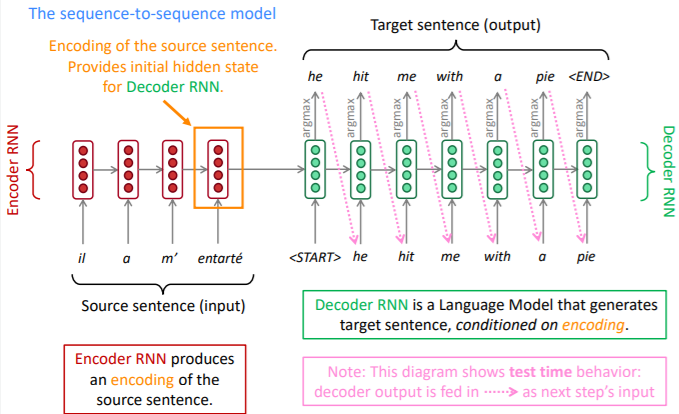 The sequence-to-sequence model
Target sentence (output)
Encoding of the source sentence.
Provides initial hidden state
for Decoder RNN.
he hit me with a pie <END>
argmax argmax argmax argmax argmax argmax argmax
Encoder RNN
Decoder RNN
il a m’ entarté
<START> he hit me with a pie
Source sentence (input)
Decoder RNN is a Language Model that generates
target sentence, conditioned on encoding.
Encoder RNN produces
an encoding of the
source sentence.
Note: This diagram shows test time behavior:
decoder output is fed in as next step’s input